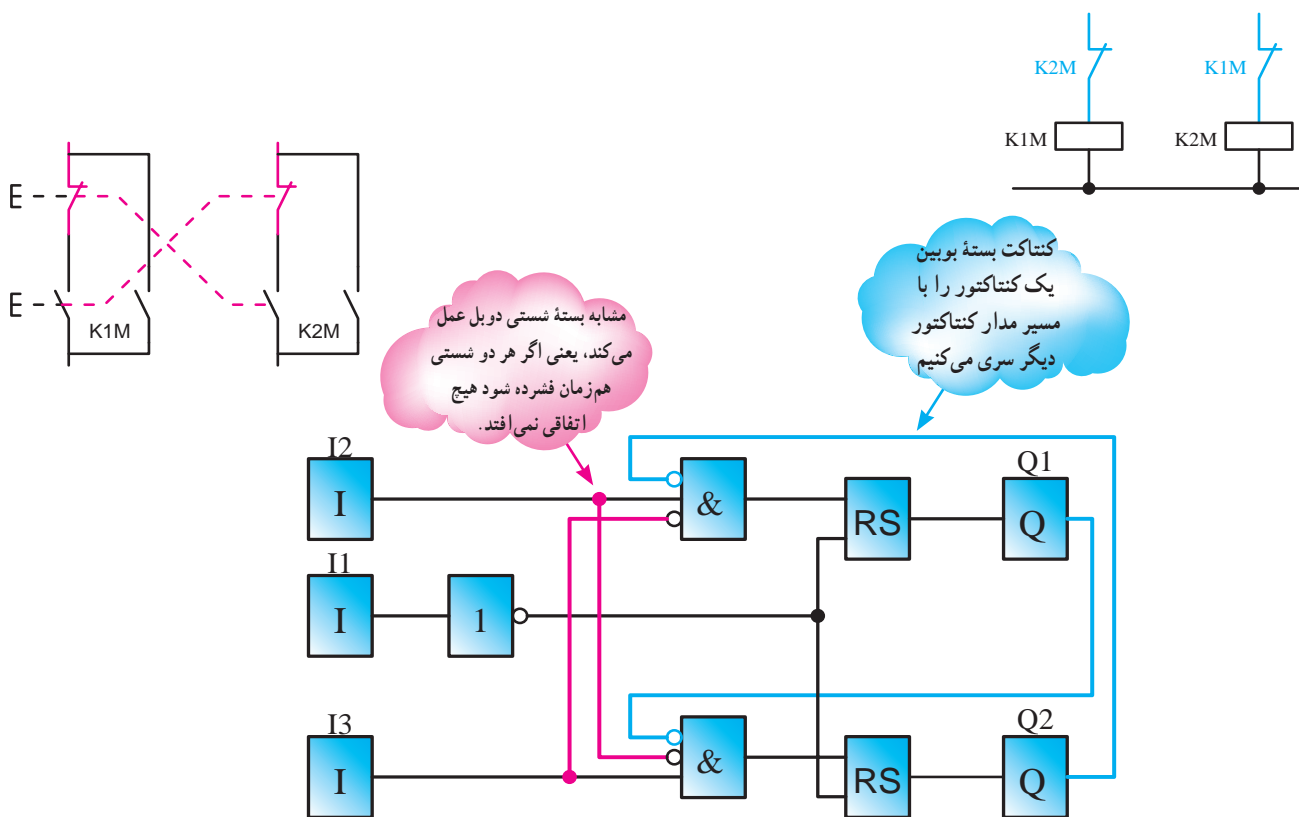 K2M
K1M
K1M
K2M
K1M
K2M
کنتاکت بستهٔ بوبین
یک کنتاکتور را با
مسیر مدار کنتاکتور
دیگر سری می‌کنیم
مشابه بستهٔ شستی دوبل عمل
می‌کند، یعنی اگر هر دو شستی
هم‌زمان فشرده شود هیچ
اتفاقی نمی‌افتد.
I2
I
&
RS
Q1
Q
I1
I
1
I3
I
&
RS
Q2
Q